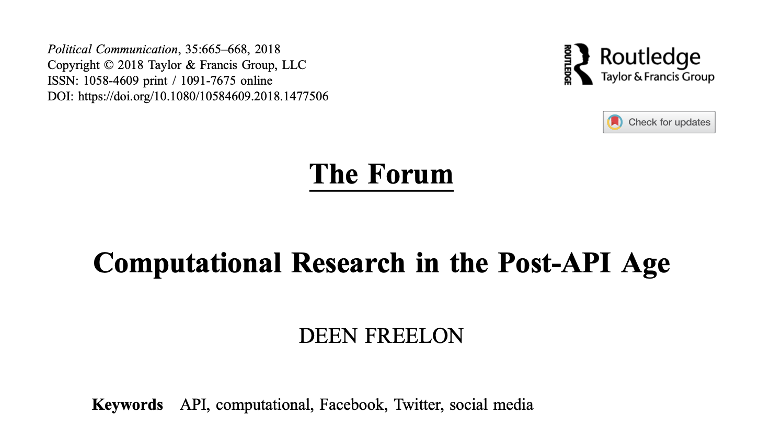 Political Communication, 35:665–668, 2018
Copyright © 2018 Taylor & Francis Group, LLC
ISSN: 1058-4609 print / 1091-7675 online
DOI: https://doi.org/10.1080/10584609.2018.1477506
ROUTLEDGE
Routledge
Taylor & Francis Group
Check for updates
The Forum
Computational Research in the Post-API Age
DEEN FREELON
Keywords API, computational, Facebook, Twitter, social media